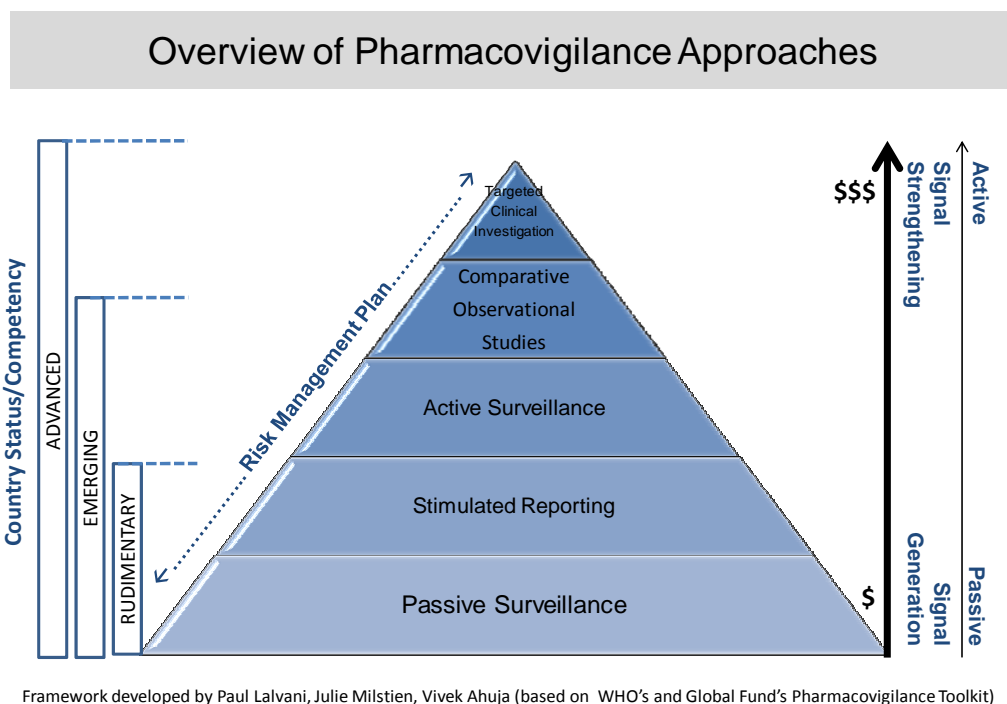 Overview of Pharmacovigilance Approaches
Country Status/Competency
ADVANCED
EMERGING
RUDIMENTARY
Risk Management Plan
Targeted
Clinical
Investigation
Comparative
Observational
Studies
Active Surveillance
Stimulated Reporting
Passive Surveillance
$$$
$
Signal
Strengthening
Active
Signal
Generation
Passive
Framework developed by Paul Lalvani, Julie Milstien, Vivek Ahuja (based on WHO's and Global Fund's Pharmacovigilance Toolkit)